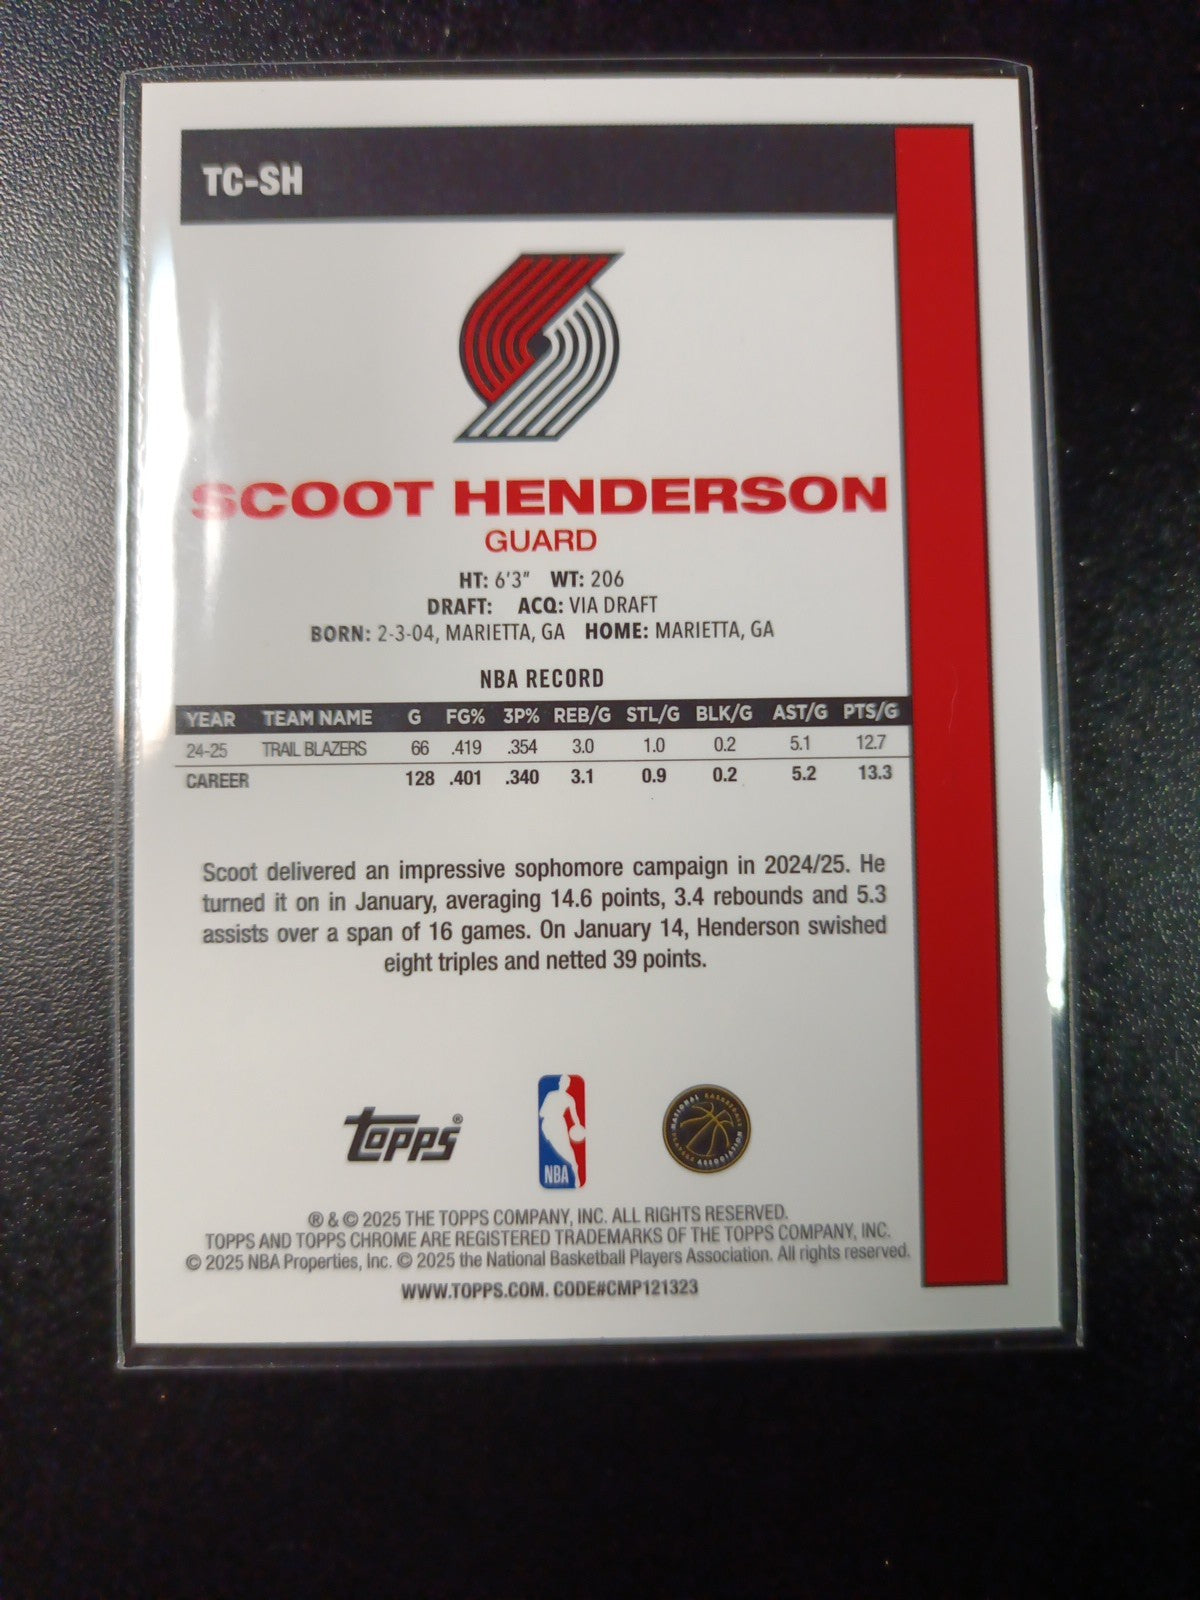 TC-SH
SCOOT HENDERSON
GUARD
HT: 6'3" WT: 206
DRAFT: ACQ: VIA DRAFT
BORN: 2-3-04, MARIETTA, GA HOME: MARIETTA, GA
NBA RECORD
YEAR TEAM NAME G FG% 3P% REB/G STL/G BLK/G AST/G PTS/G
24-25 TRAIL BLAZERS 66 .419 .354 3.0 1.0 0.2 5.1 12.7
CAREER 128 .401 .340 3.1 0.9 0.2 5.2 13.3
Scoot delivered an impressive sophomore campaign in 2024/25. He
turned it on in January, averaging 14.6 points, 3.4 rebounds and 5.3
assists over a span of 16 games. On January 14, Henderson swished
eight triples and netted 39 points.
Topps®
NBA
NATIONAL BASKETBALL PLAYERS ASSOCIATION
® & © 2025 THE TOPPS COMPANY, INC. ALL RIGHTS RESERVED.
TOPPS AND TOPPS CHROME ARE REGISTERED TRADEMARKS OF THE TOPPS COMPANY, INC.
© 2025 NBA Properties, Inc. © 2025 the National Basketball Players Association. All rights reserved.
WWW.TOPPS.COM. CODE#CMP121323